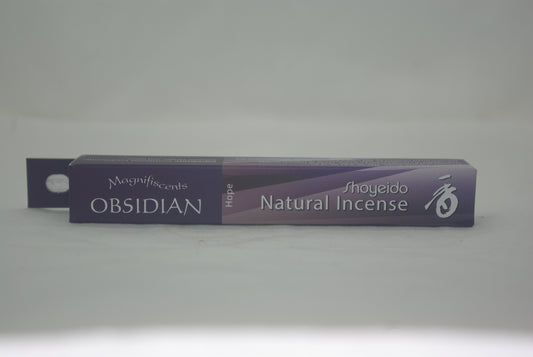 Magnifiscents
OBSIDIAN
Hope
Shoyeido
Natural Incense
香